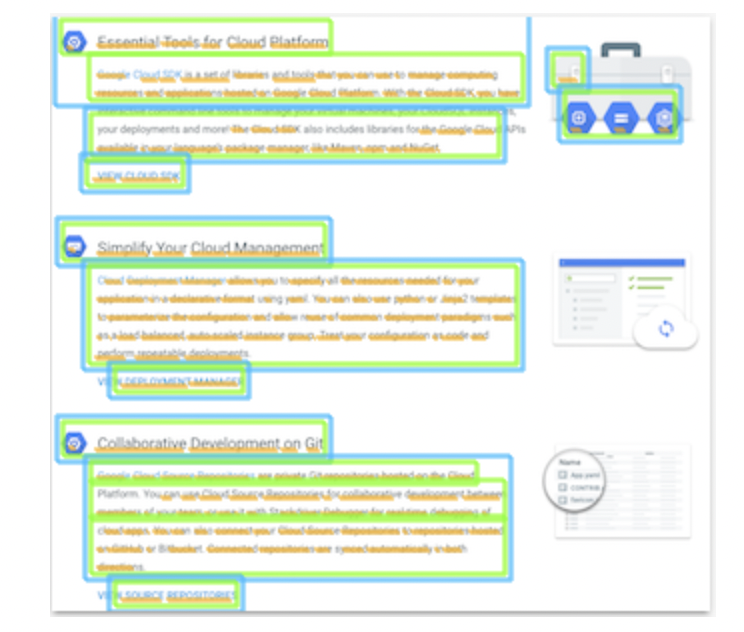 Essential Tools for Cloud Platform
Google Cloud SDK is a set of libraries and tools that you can use to manage computing
resources and applications hosted on Google Cloud Platform. With the Cloud SDK, you have
your deployments and more! The Cloud SDK also includes libraries for the Google Cloud APIs
available in your language's package manager, like Maven, npm and NuGet.
VIEW CLOUD SDK
Simplify Your Cloud Management
Cloud Deployment Manager allows you to specify all the resources needed for your
application in a declarative format using yaml. You can also use python or Jinja2 templates
to parameterize the configuration and allow reuse of common deployment paradigms such
as a load balanced, auto-scaled instance group. Treat your configuration as code and
perform repeatable deployments.
VIEW DEPLOYMENT MANAGER
Collaborative Development on Git
Google Cloud Source Repositories are private Git repositories hosted on the Cloud
Platform. You can use Cloud Source Repositories for collaborative development between
members of your team, or use it with Stackdriver Debugger for real-time debugging of
cloud apps. You can also connect your Cloud Source Repositories to repositories hosted
on GitHub or Bitbucket. Connected repositories are synced automatically in both
directions.
VIEW SOURCE REPOSITORIES
Name
App.yaml
CONTRIB